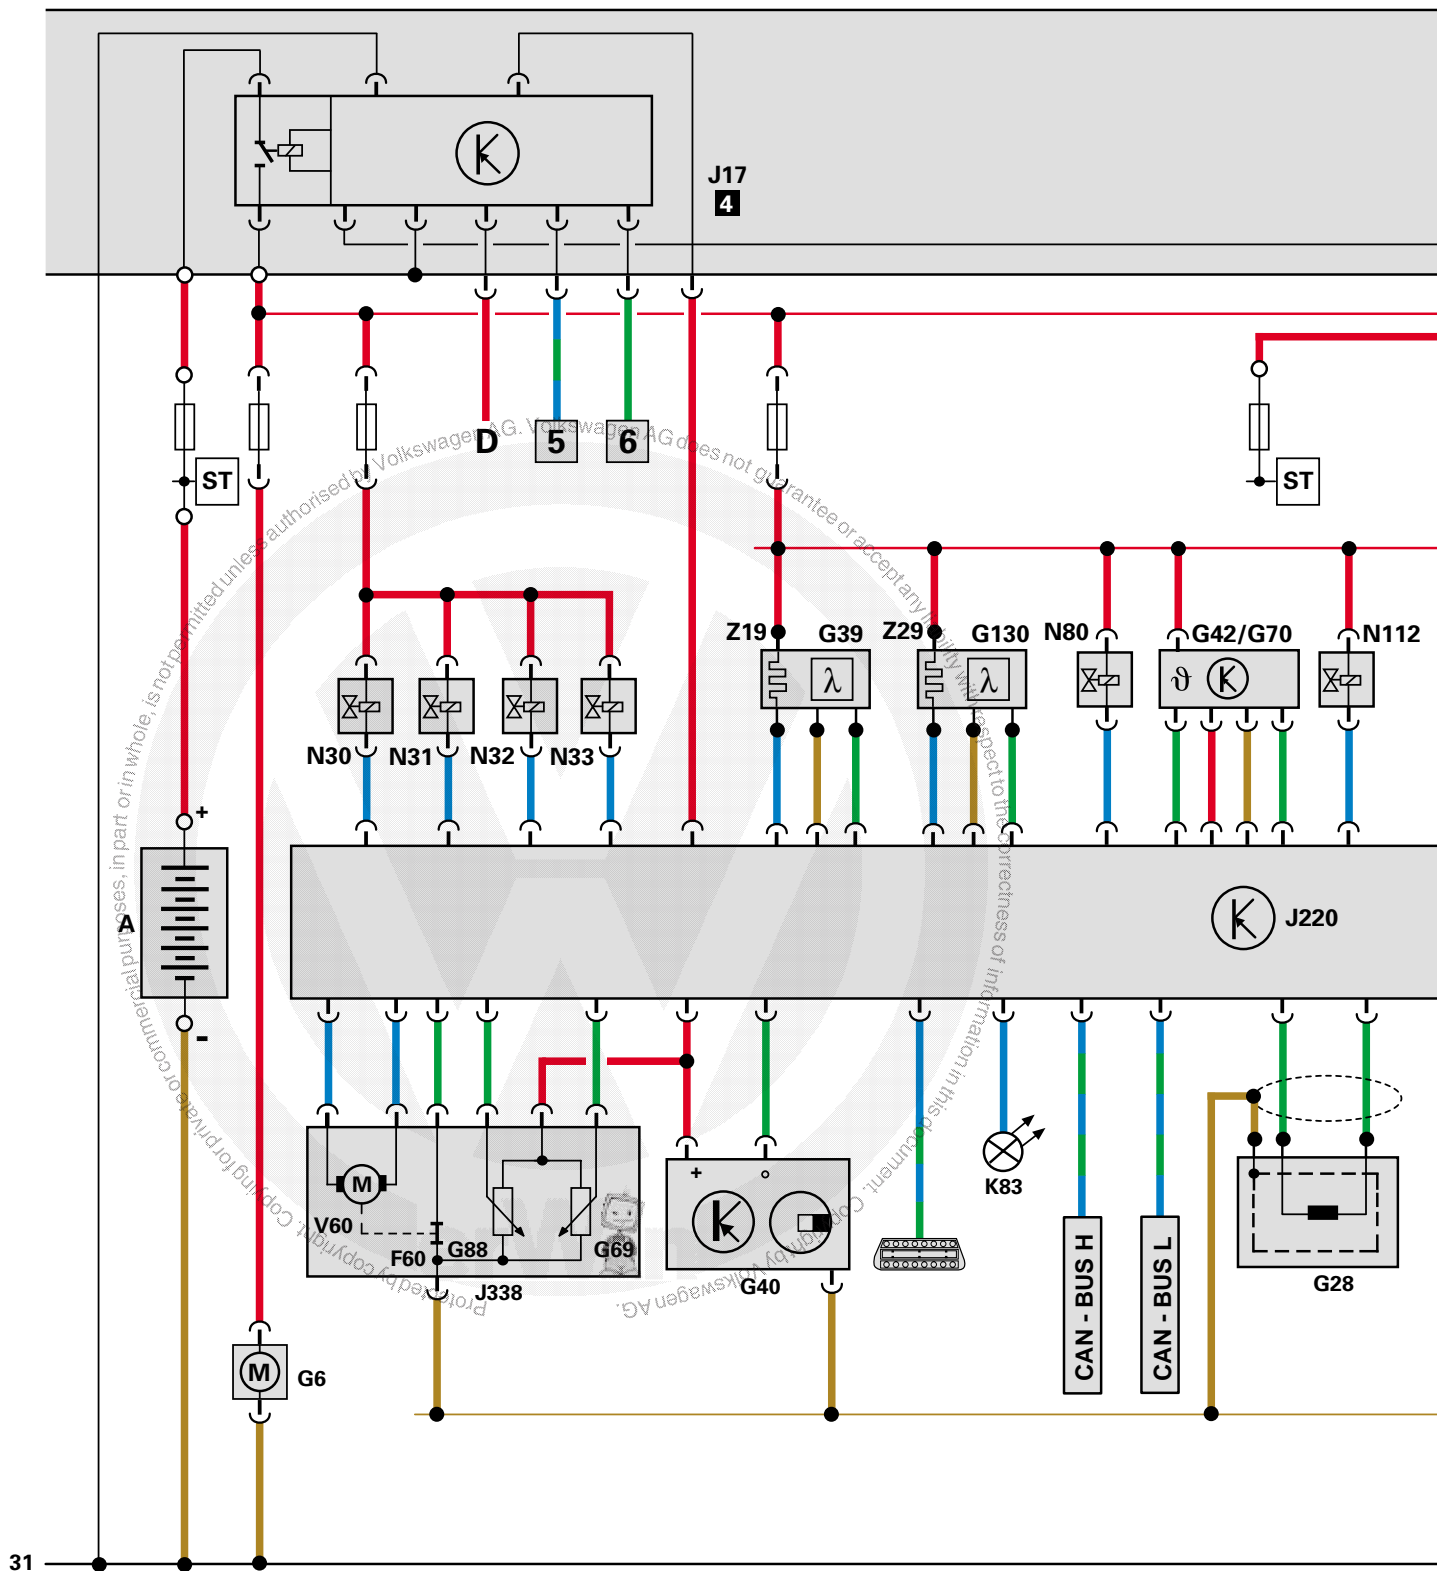 J17
4
D
5
6
ST
ST
Z19
G39
λ
Z29
G130
λ
N80
G42/G70
ϑ
N112
N30
N31
N32
N33
+
A
-
J220
M
V60
F60
G88
G69
J338
+
G40
K83
CAN - BUS H
CAN - BUS L
G28
M
G6
31
Protected by copyright. Copying for private or commercial purposes, in part or in whole, is not permitted unless authorised by Volkswagen AG. Volkswagen AG does not guarantee or accept any liability with respect to the correctness of information in this document. Copyright by Volkswagen AG.